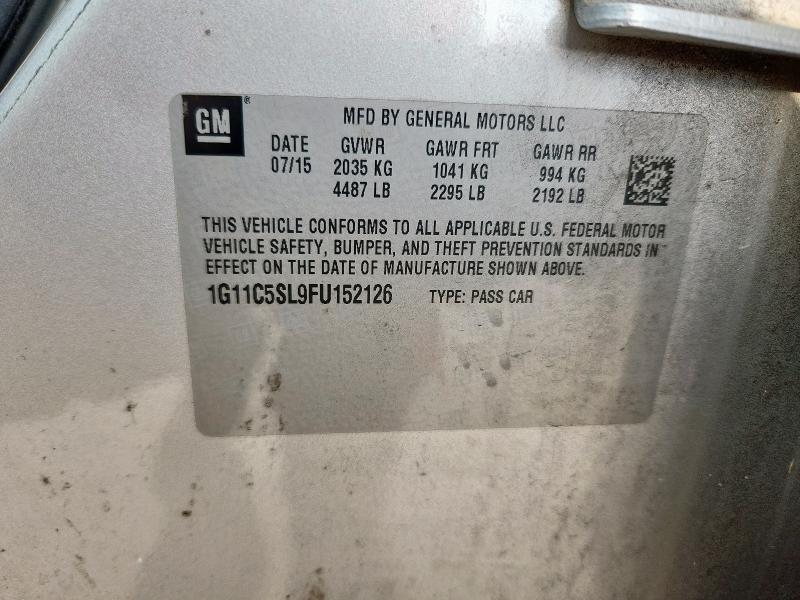 GM®
MFD BY GENERAL MOTORS LLC
DATE GVWR GAWR FRT GAWR RR
07/15 2035 KG 1041 KG 994 KG
4487 LB 2295 LB 2192 LB
THIS VEHICLE CONFORMS TO ALL APPLICABLE U.S. FEDERAL MOTOR
VEHICLE SAFETY, BUMPER, AND THEFT PREVENTION STANDARDS IN
EFFECT ON THE DATE OF MANUFACTURE SHOWN ABOVE.
1G11C5SL9FU152126 TYPE: PASS CAR